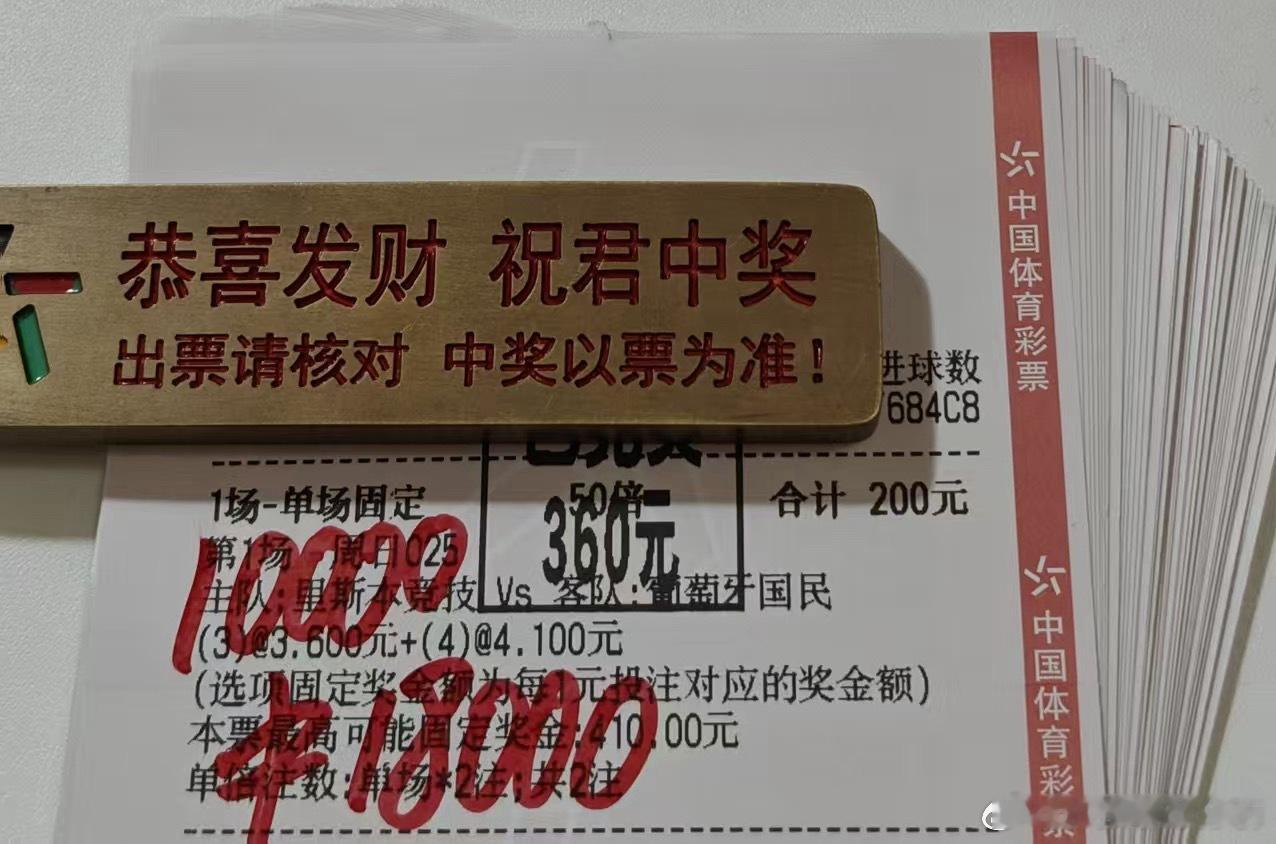 恭喜发财 祝君中奖
出票请核对 中奖以票为准!
进球数
684C8
1场-单场固定 50倍 合计 200元
360元
第1场 周日025
主队:里斯本竞技 Vs 客队:葡萄牙国民
(3)@3.600元+(4)@4.100元
(选项固定奖金额为每1元投注对应的奖金额)
本票最高可能固定奖金:410.00元
单倍注数:单场*2注;共2注
10000
中18000
中国体育彩票
中国体育彩票